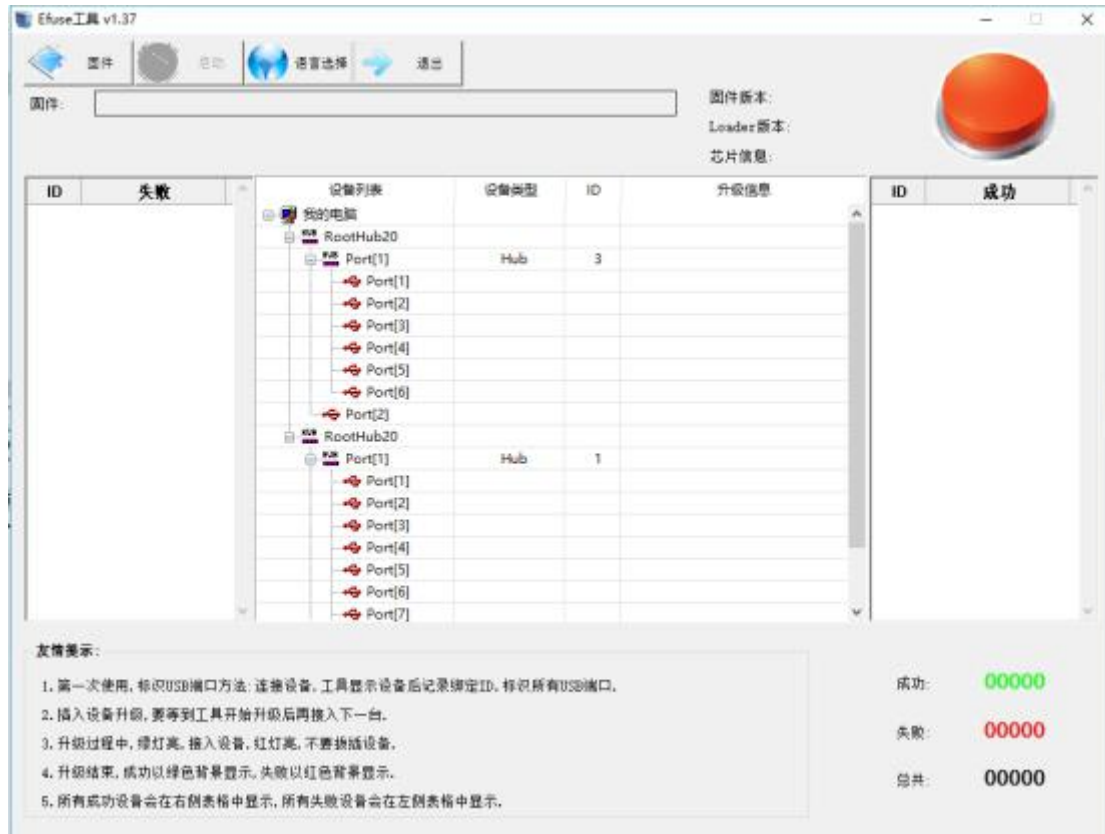 Efuse工具 v1.37
固件 启动 语言选择 退出
固件:
固件版本:
Loader版本:
芯片信息:
ID 失败
设备列表 设备类型 ID 升级信息
ID 成功
我的电脑
RootHub20
Port[1] Hub 3
Port[1]
Port[2]
Port[3]
Port[4]
Port[5]
Port[6]
Port[2]
RootHub20
Port[1] Hub 1
Port[1]
Port[2]
Port[3]
Port[4]
Port[5]
Port[6]
Port[7]
友情提示:
1.第一次使用,标识USB端口方法:连接设备,工具显示设备后记录绑定ID,标识所有USB端口.
2.插入设备升级,要等到工具开始升级后再接入下一台.
3.升级过程中,绿灯亮,接入设备,红灯亮,不要拔插设备.
4.升级结束,成功以绿色背景显示,失败以红色背景显示.
5.所有成功设备会在右侧表格中显示,所有失败设备会在左侧表格中显示.
成功: 00000
失败: 00000
总共: 00000